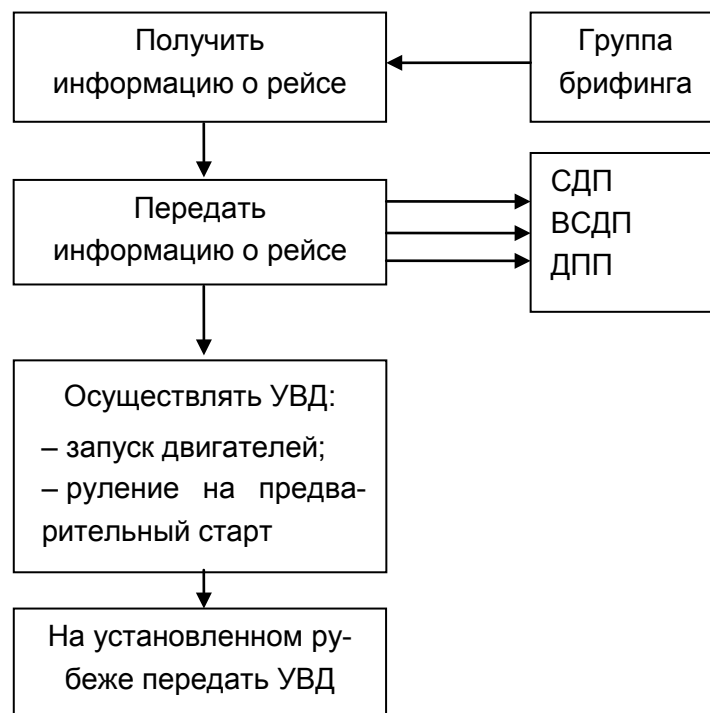 Получить
информацию о рейсе
Группа
брифинга
Передать
информацию о рейсе
СДП
ВСДП
ДПП
Осуществлять УВД:
– запуск двигателей;
– руление на предва-
рительный старт
На установленном ру-
беже передать УВД